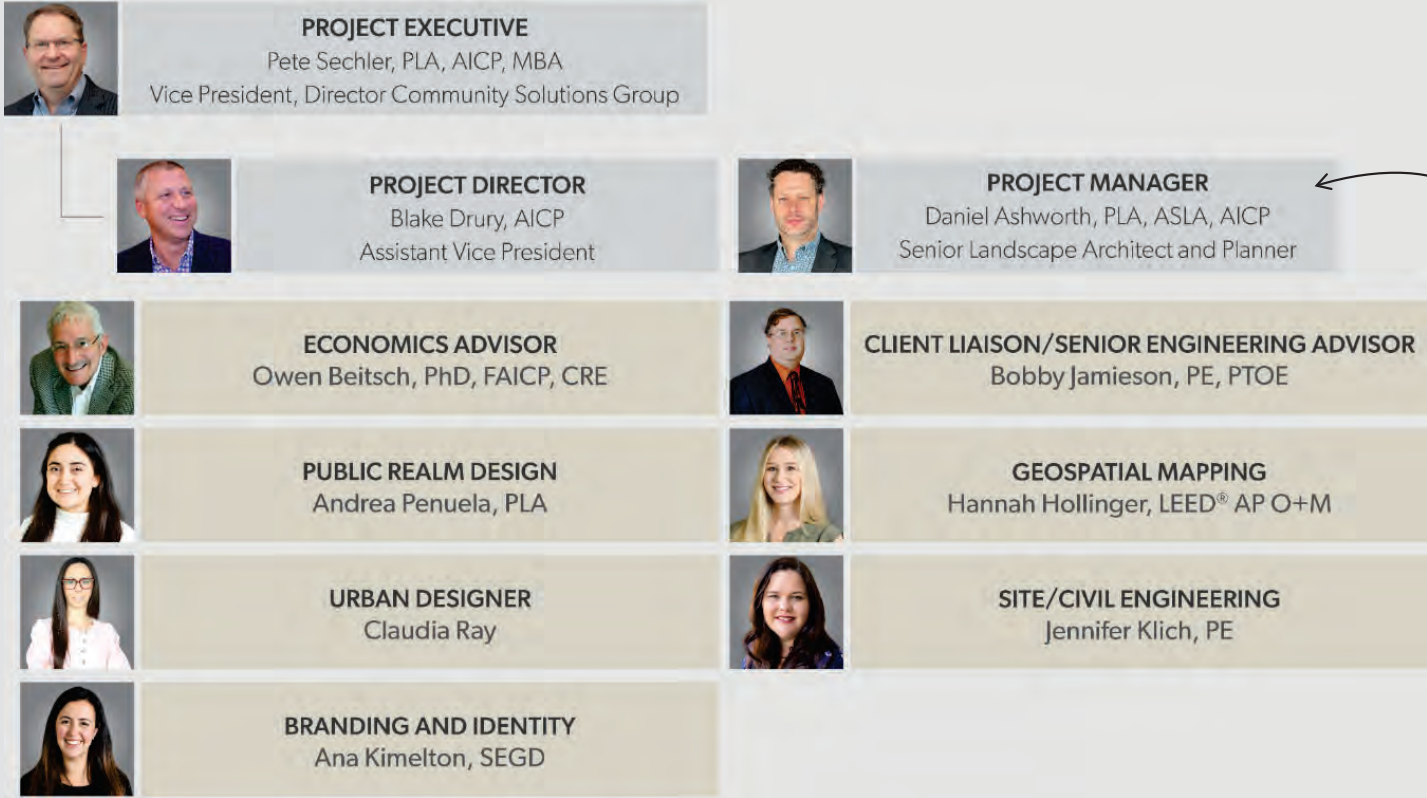 PROJECT EXECUTIVE
Pete Sechler, PLA, AICP, MBA
Vice President, Director Community Solutions Group
PROJECT DIRECTOR
Blake Drury, AICP
Assistant Vice President
PROJECT MANAGER
Daniel Ashworth, PLA, ASLA, AICP
Senior Landscape Architect and Planner
ECONOMICS ADVISOR
Owen Beitsch, PhD, FAICP, CRE
CLIENT LIAISON/SENIOR ENGINEERING ADVISOR
Bobby Jamieson, PE, PTOE
PUBLIC REALM DESIGN
Andrea Penuela, PLA
GEOSPATIAL MAPPING
Hannah Hollinger, LEED® AP O+M
URBAN DESIGNER
Claudia Ray
SITE/CIVIL ENGINEERING
Jennifer Klich, PE
BRANDING AND IDENTITY
Ana Kimelton, SEGD